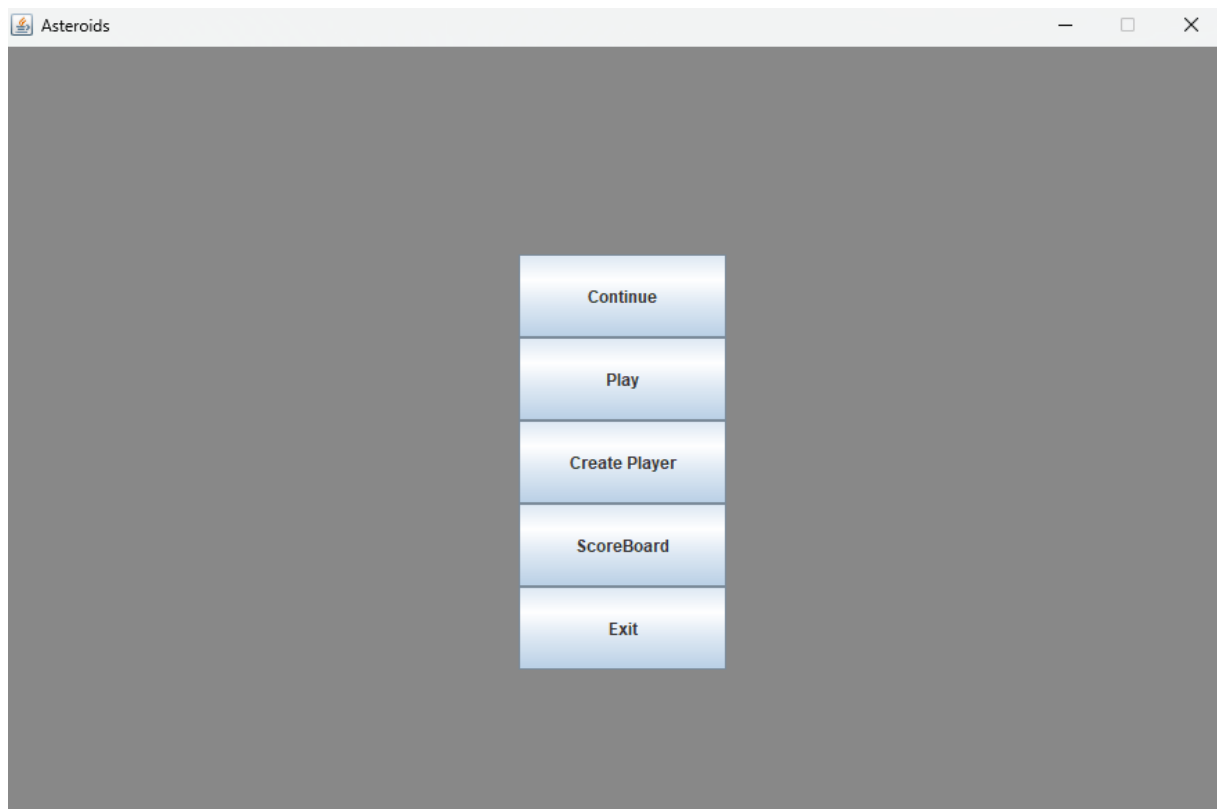 Asteroids
Continue
Play
Create Player
ScoreBoard
Exit